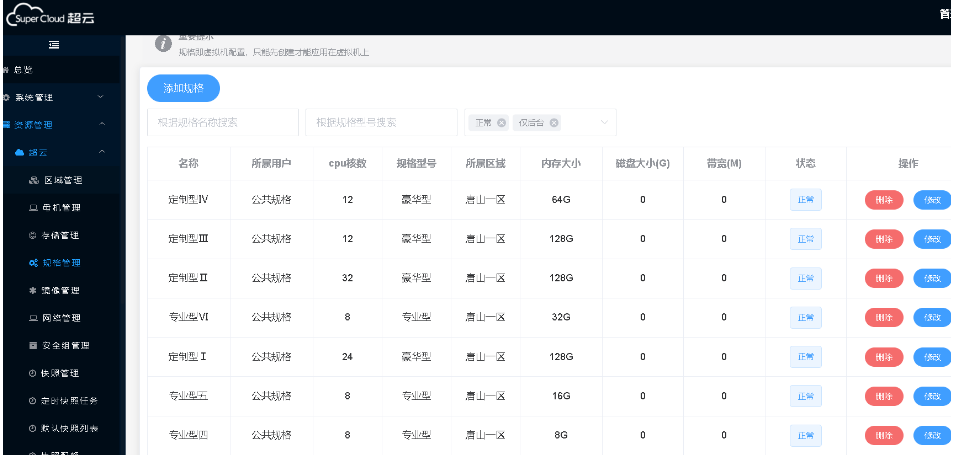 Super Cloud 超云
首
重要提示
规格即虚拟机配置，只能先创建才能应用在虚拟机上
总览
系统管理
资源管理
超云
区域管理
母机管理
存储管理
规格管理
镜像管理
网络管理
安全组管理
快照管理
定时快照任务
默认快照列表
添加规格
根据规格名称搜索 根据规格型号搜索 正常 仅后台
名称 所属用户 cpu核数 规格型号 所属区域 内存大小 磁盘大小(G) 带宽(M) 状态 操作
定制型Ⅳ 公共规格 12 豪华型 唐山一区 64G 0 0 正常 删除 修改
定制型Ⅲ 公共规格 12 豪华型 唐山一区 128G 0 0 正常 删除 修改
定制型Ⅱ 公共规格 32 豪华型 唐山一区 128G 0 0 正常 删除 修改
专业型Ⅵ 公共规格 8 专业型 唐山一区 32G 0 0 正常 删除 修改
定制型Ⅰ 公共规格 24 豪华型 唐山一区 128G 0 0 正常 删除 修改
专业型五 公共规格 8 专业型 唐山一区 16G 0 0 正常 删除 修改
专业型四 公共规格 8 专业型 唐山一区 8G 0 0 正常 删除 修改